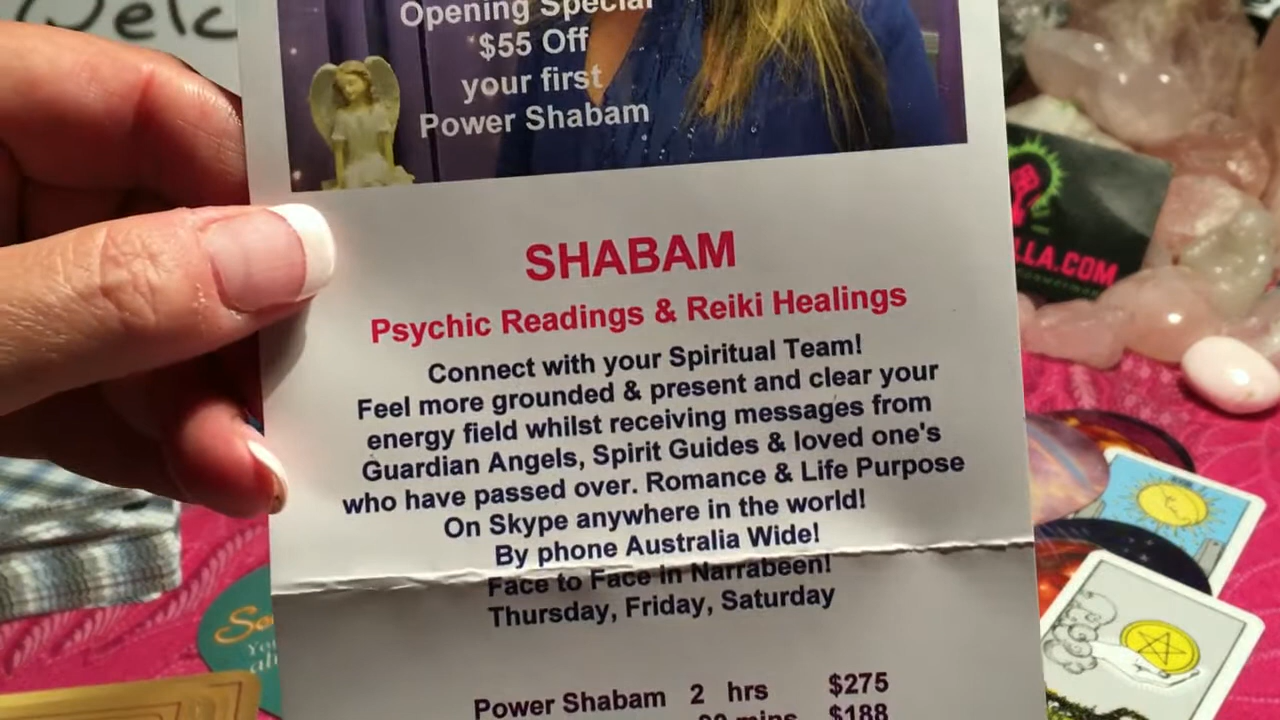 Welc
Opening Special
$55 Off
your first
Power Shabam
SHABAM
Psychic Readings & Reiki Healings
Connect with your Spiritual Team!
Feel more grounded & present and clear your
energy field whilst receiving messages from
Guardian Angels, Spirit Guides & loved one's
who have passed over. Romance & Life Purpose
On Skype anywhere in the world!
By phone Australia Wide!
Face to Face in Narrabeen!
Thursday, Friday, Saturday
Power Shabam 2 hrs $275
mins $188
LLA.COM